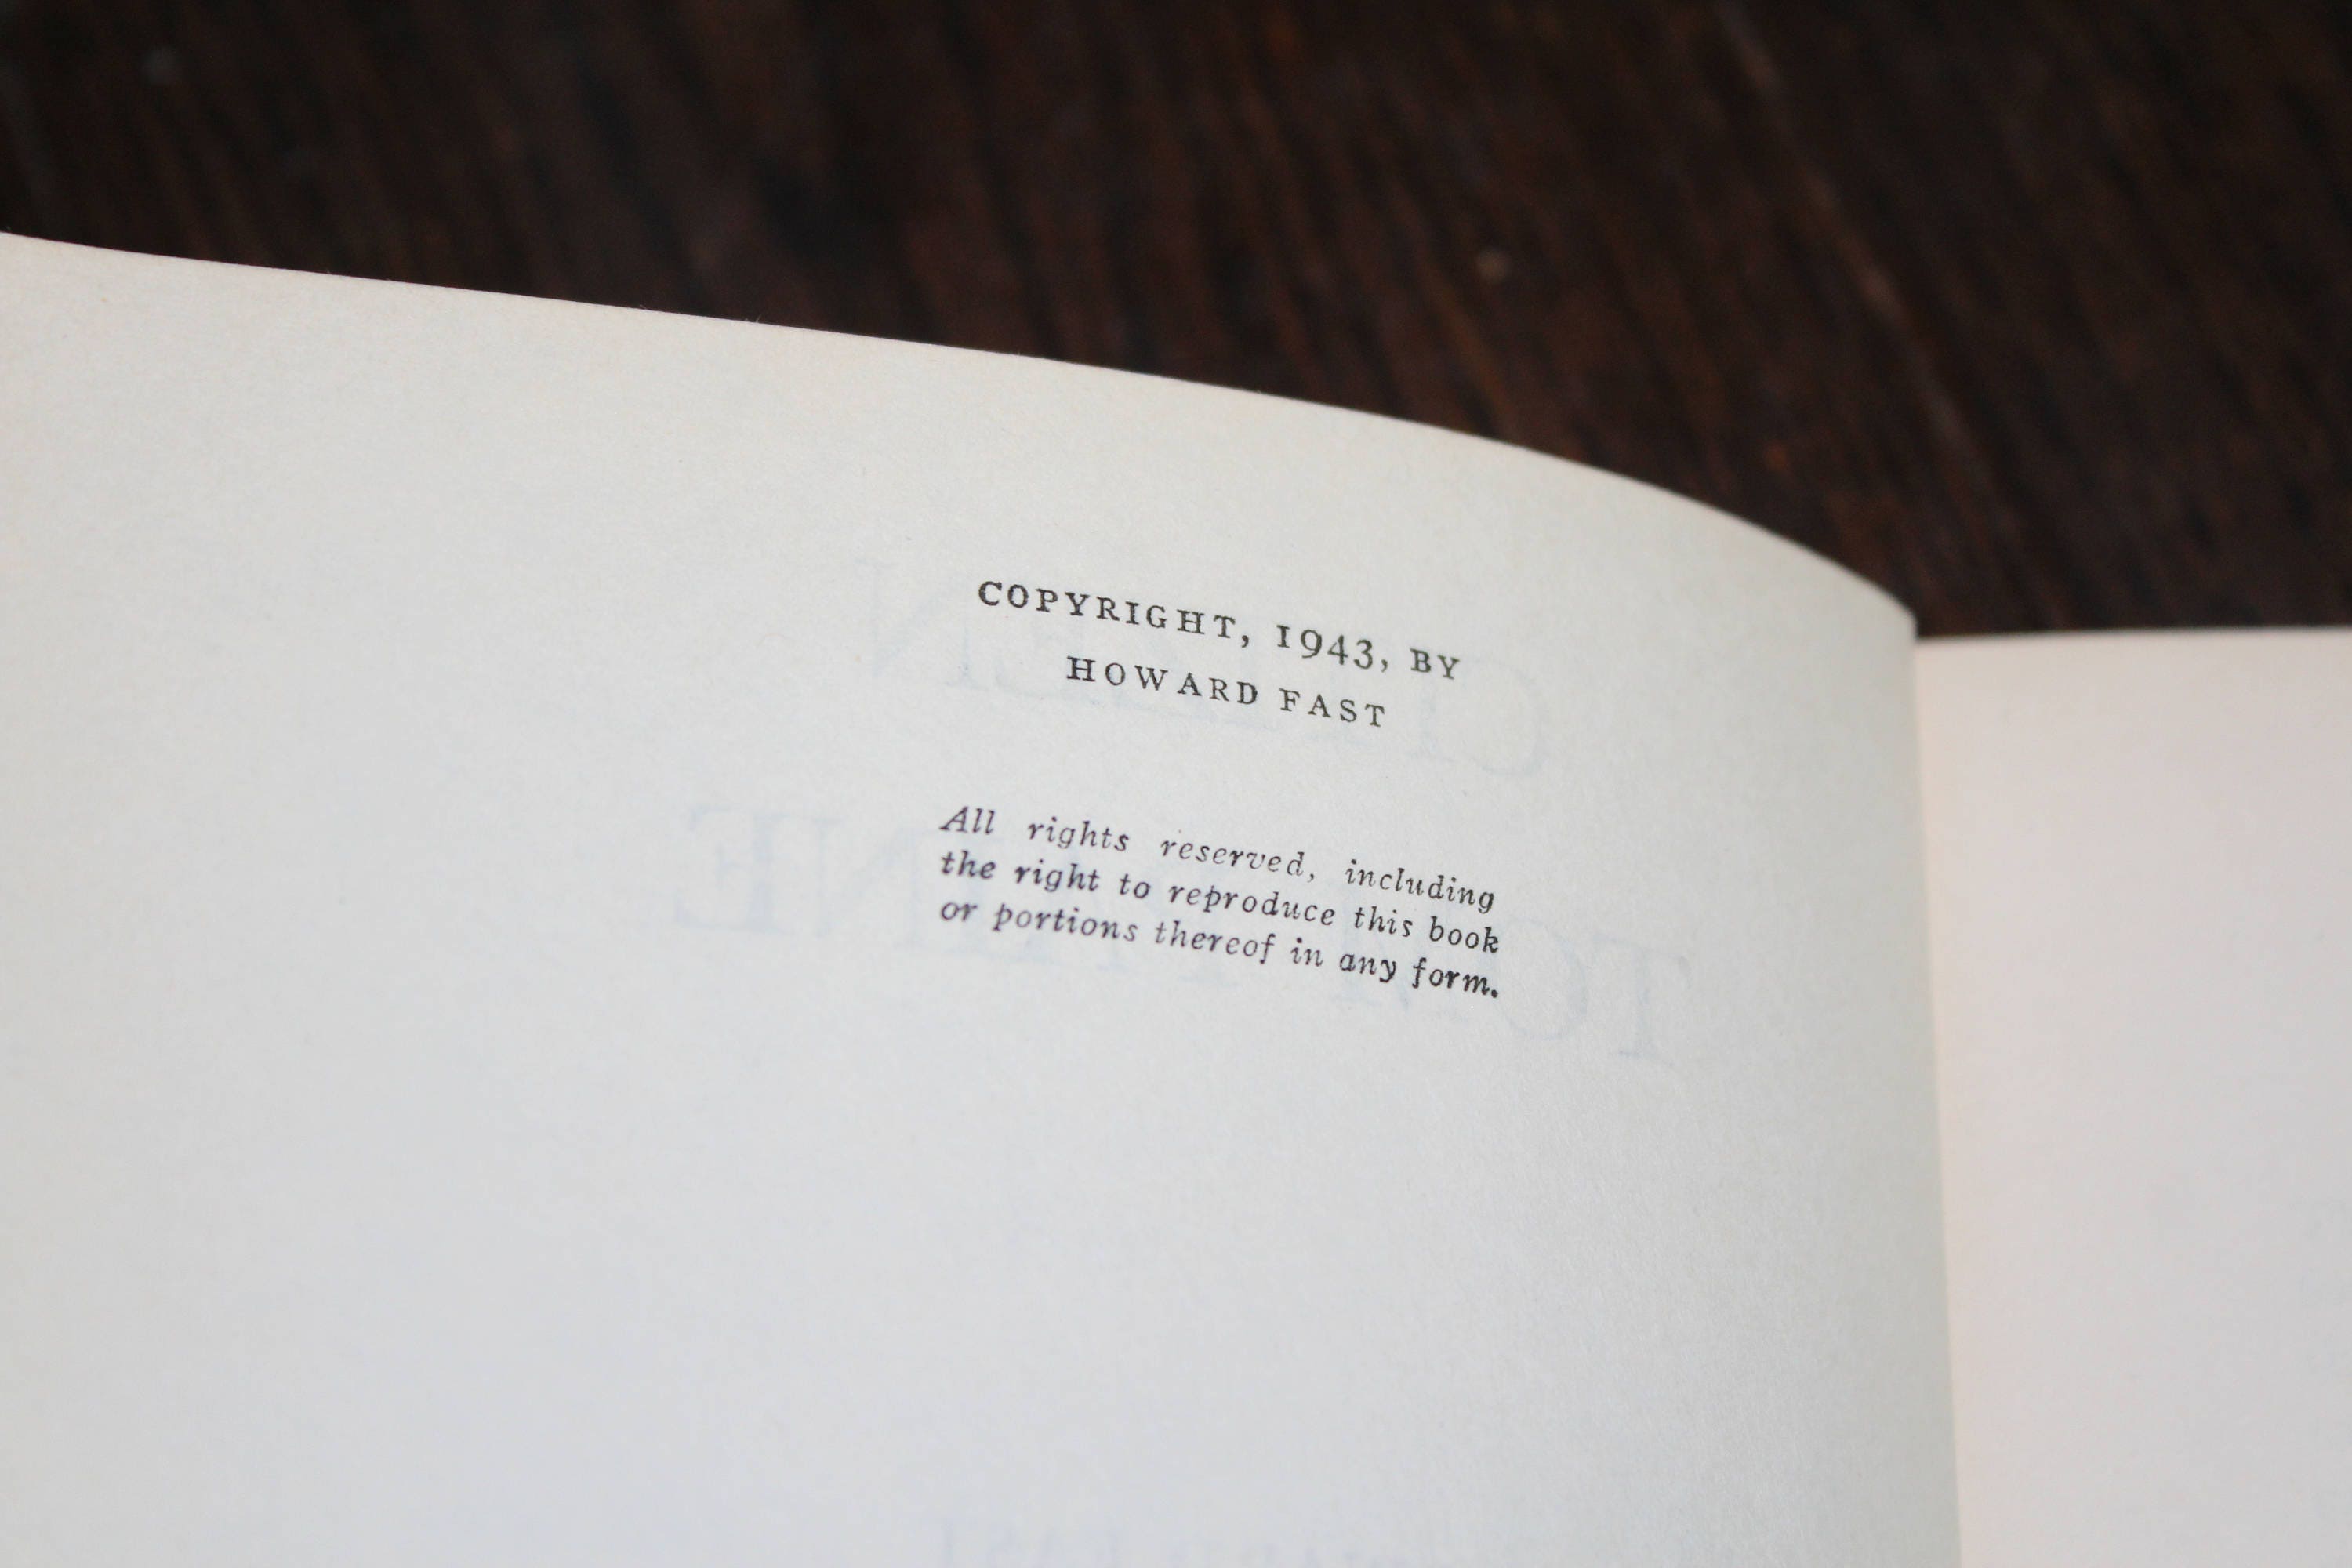 COPYRIGHT, 1943, BY
HOWARD FAST
All rights reserved, including
the right to reproduce this book
or portions thereof in any form.